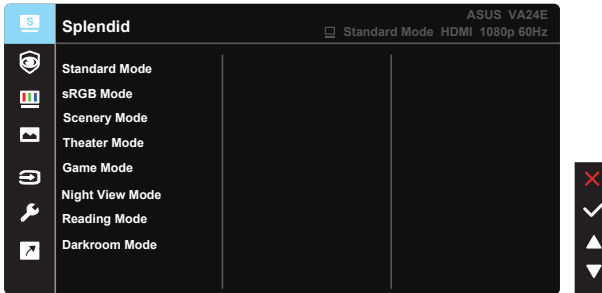 S
Splendid
ASUS VA24E
Standard Mode HDMI 1080p 60Hz
Standard Mode
sRGB Mode
Scenery Mode
Theater Mode
Game Mode
Night View Mode
Reading Mode
Darkroom Mode